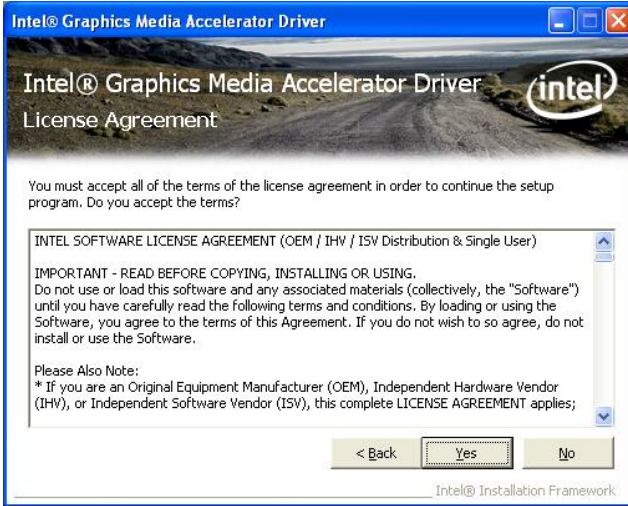 Intel® Graphics Media Accelerator Driver
Intel® Graphics Media Accelerator Driver
License Agreement
intel
You must accept all of the terms of the license agreement in order to continue the setup
program. Do you accept the terms?
INTEL SOFTWARE LICENSE AGREEMENT (OEM / IHV / ISV Distribution & Single User)
IMPORTANT - READ BEFORE COPYING, INSTALLING OR USING.
Do not use or load this software and any associated materials (collectively, the "Software")
until you have carefully read the following terms and conditions. By loading or using the
Software, you agree to the terms of this Agreement. If you do not wish to so agree, do not
install or use the Software.
Please Also Note:
* If you are an Original Equipment Manufacturer (OEM), Independent Hardware Vendor
(IHV), or Independent Software Vendor (ISV), this complete LICENSE AGREEMENT applies;
< Back Yes No
Intel® Installation Framework